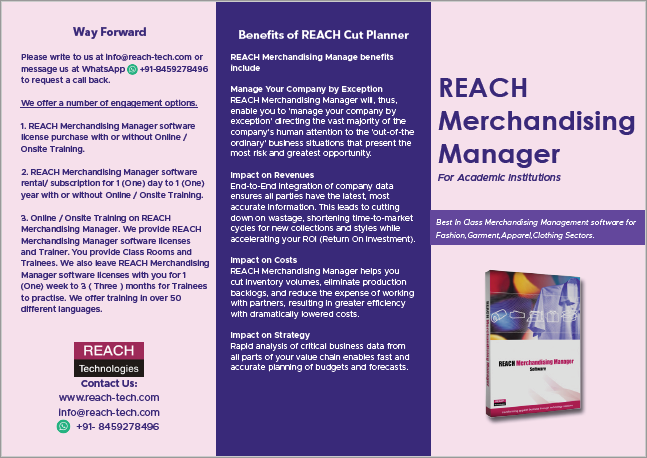 Way Forward
Please write to us at info@reach-tech.com or
message us at WhatsApp +91-8459278496
to request a call back.
We offer a number of engagement options.
1. REACH Merchandising Manager software
license purchase with or without Online /
Onsite Training.
2. REACH Merchandising Manager software
rental/ subscription for 1 (One) day to 1 (One)
year with or without Online / Onsite Training.
3. Online / Onsite Training on REACH
Merchandising Manager. We provide REACH
Merchandising Manager software licenses
and Trainer. You provide Class Rooms and
Trainees. We also leave REACH Merchandising
Manager software licenses with you for 1
(One) week to 3 ( Three ) months for Trainees
to practise. We offer training in over 50
different languages.
REACH
Technologies
Contact Us:
www.reach-tech.com
info@reach-tech.com
+91- 8459278496
Benefits of REACH Cut Planner
REACH Merchandising Manage benefits
include
Manage Your Company by Exception
REACH Merchandising Manager will, thus,
enable you to 'manage your company by
exception' directing the vast majority of the
company's human attention to the 'out-of-the
ordinary' business situations that present the
most risk and greatest opportunity.
Impact on Revenues
End-to-End integration of company data
ensures all parties have the latest, most
accurate information. This leads to cutting
down on wastage, shortening time-to-market
cycles for new collections and styles while
accelerating your ROI (Return On Investment).
Impact on Costs
REACH Merchandising Manager helps you
cut inventory volumes, eliminate production
backlogs, and reduce the expense of working
with partners, resulting in greater efficiency
with dramatically lowered costs.
Impact on Strategy
Rapid analysis of critical business data from
all parts of your value chain enables fast and
accurate planning of budgets and forecasts.
REACH
Merchandising
Manager
For Academic Institutions
Best In Class Merchandising Management software for
Fashion,Garment,Apparel,Clothing Sectors.
REACH Merchandising Manager
Software